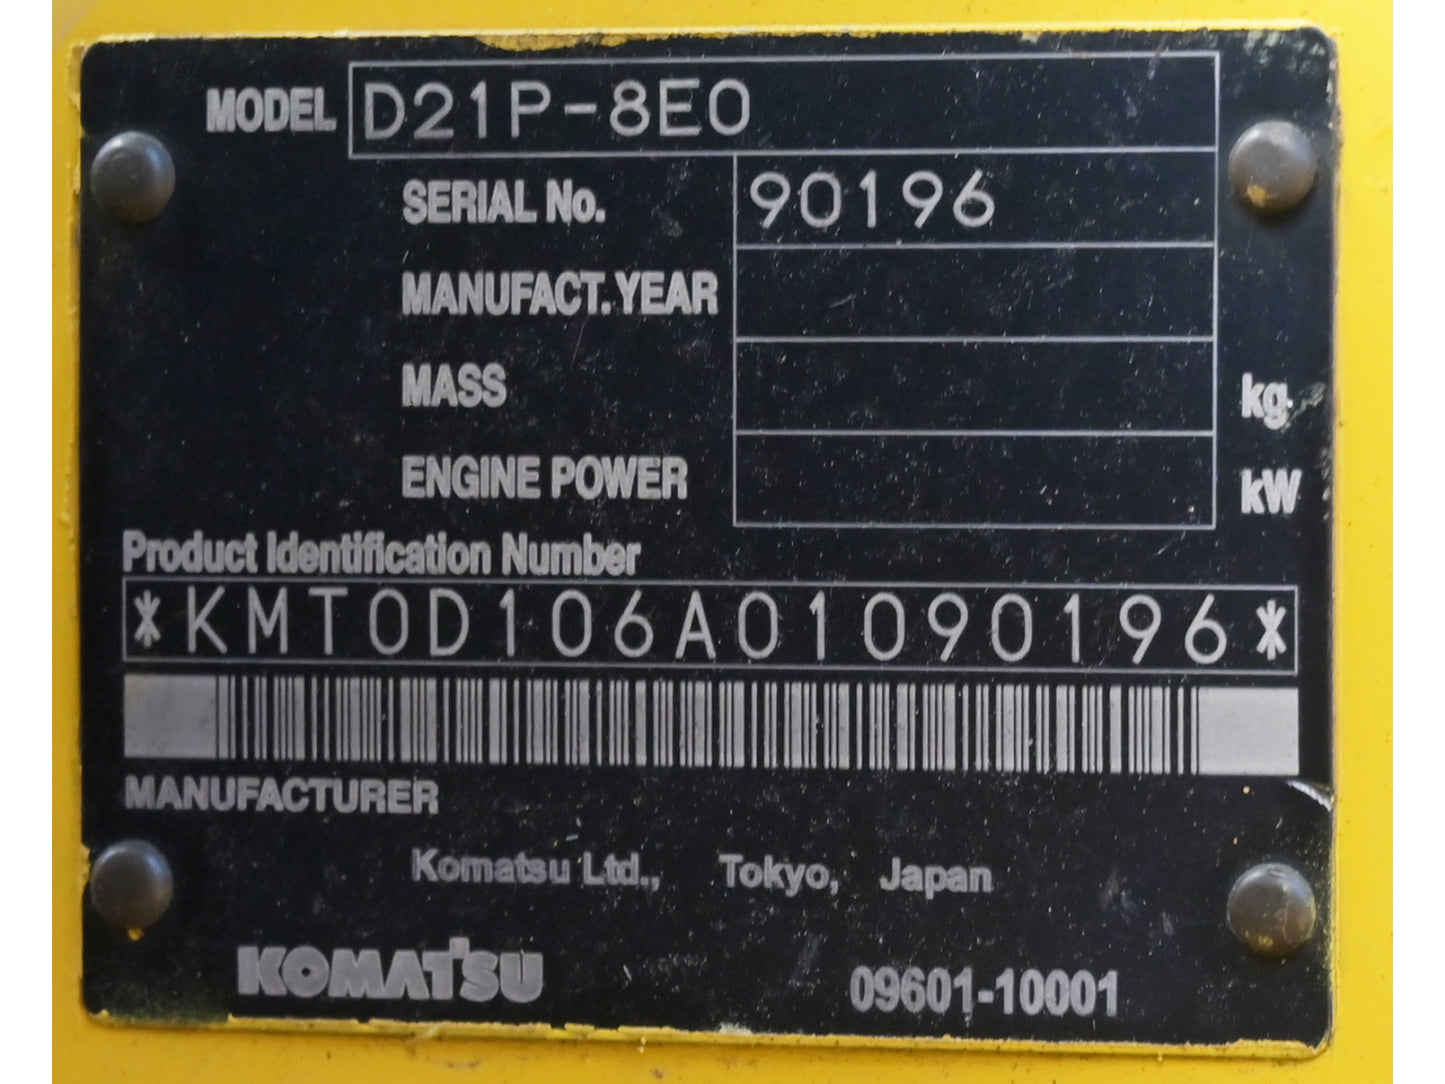 MODEL D21P-8E0
SERIAL No. 90196
MANUFACT. YEAR
MASS kg
ENGINE POWER kW
Product Identification Number
*KMT0D106A01090196*
MANUFACTURER
Komatsu Ltd., Tokyo, Japan
KOMATSU 09601-10001